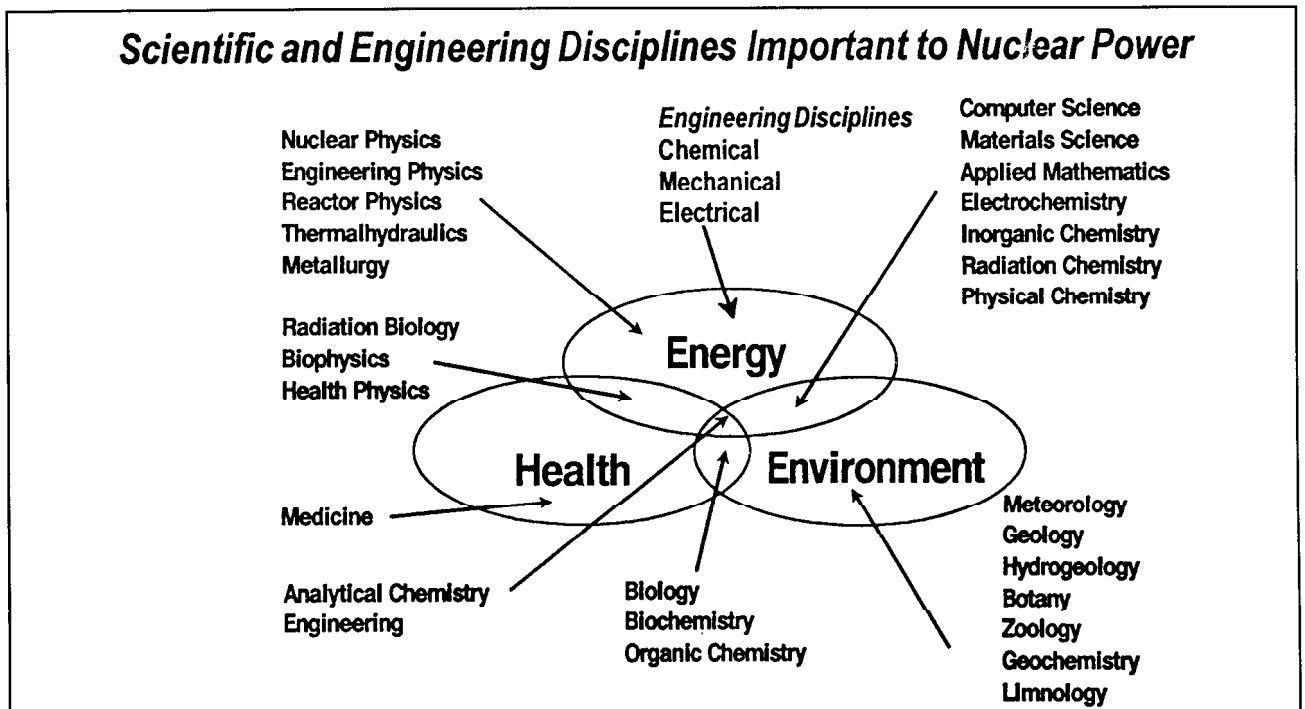 Scientific and Engineering Disciplines Important to Nuclear Power
Nuclear Physics
Engineering Physics
Reactor Physics
Thermalhydraulics
Metallurgy
Engineering Disciplines
Chemical
Mechanical
Electrical
Computer Science
Materials Science
Applied Mathematics
Electrochemistry
Inorganic Chemistry
Radiation Chemistry
Physical Chemistry
Radiation Biology
Biophysics
Health Physics
Energy
Health
Environment
Medicine
Analytical Chemistry
Engineering
Biology
Biochemistry
Organic Chemistry
Meteorology
Geology
Hydrogeology
Botany
Zoology
Geochemistry
Limnology